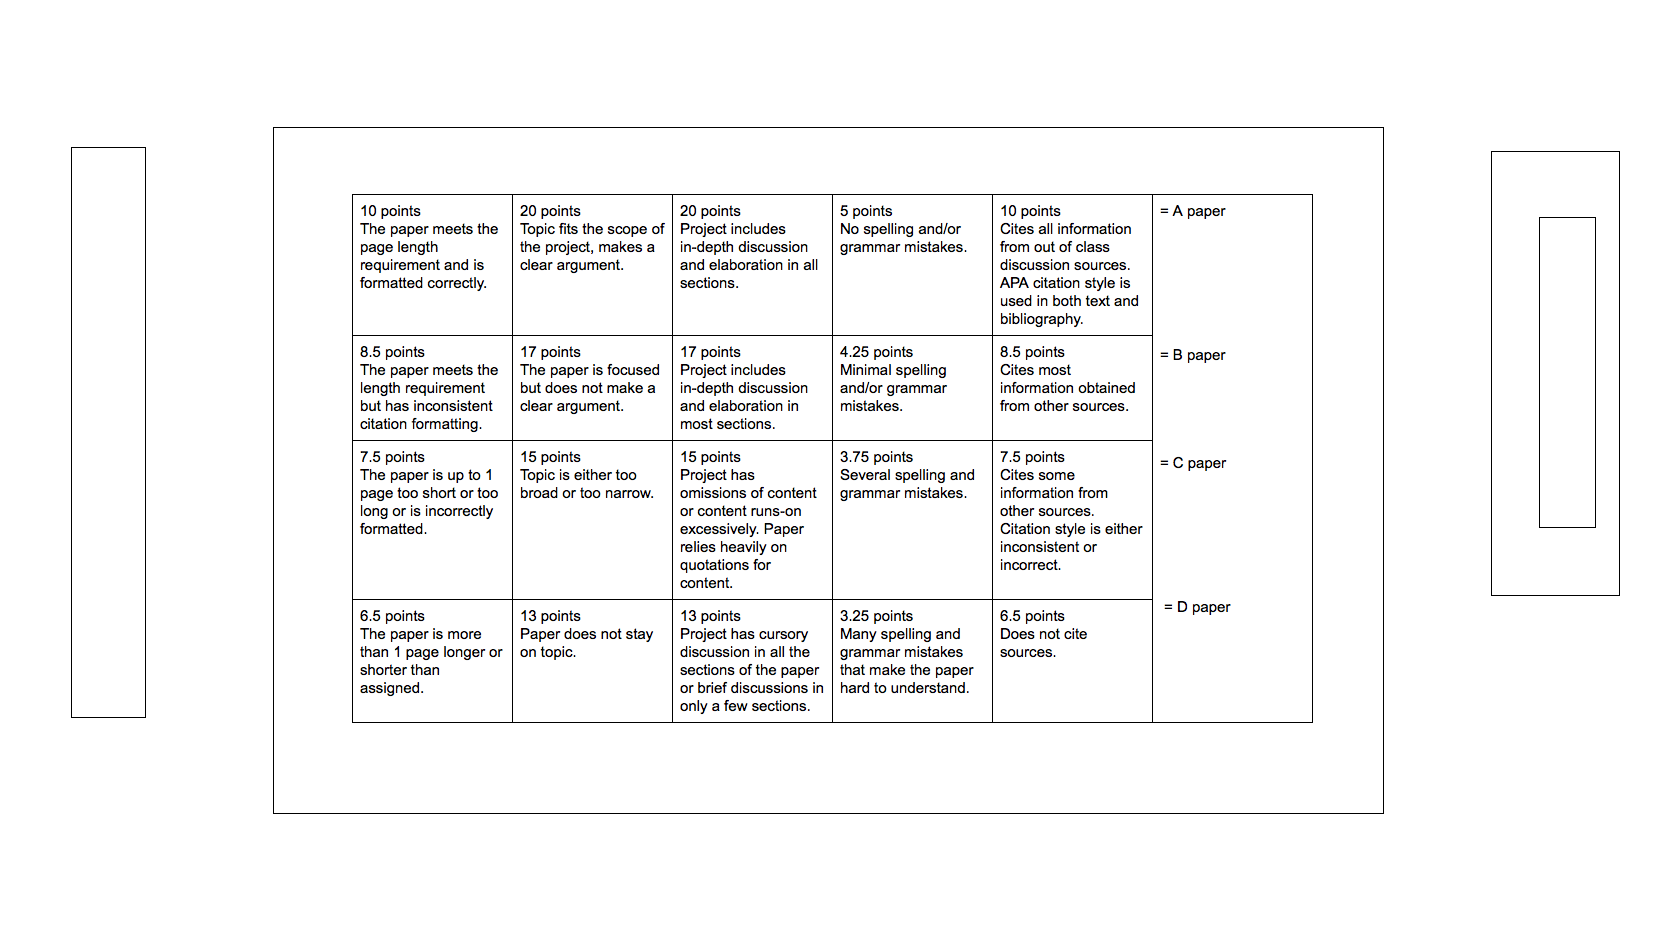 10 points
The paper meets the
page length
requirement and is
formatted correctly.
20 points
Topic fits the scope of
the project, makes a
clear argument.
20 points
Project includes
in-depth discussion
and elaboration in all
sections.
5 points
No spelling and/or
grammar mistakes.
10 points
Cites all information
from out of class
discussion sources.
APA citation style is
used in both text and
bibliography.
= A paper
8.5 points
The paper meets the
length requirement
but has inconsistent
citation formatting.
17 points
The paper is focused
but does not make a
clear argument.
17 points
Project includes
in-depth discussion
and elaboration in
most sections.
4.25 points
Minimal spelling
and/or grammar
mistakes.
8.5 points
Cites most
information obtained
from other sources.
= B paper
7.5 points
The paper is up to 1
page too short or too
long or is incorrectly
formatted.
15 points
Topic is either too
broad or too narrow.
15 points
Project has
omissions of content
or content runs-on
excessively. Paper
relies heavily on
quotations for
content.
3.75 points
Several spelling and
grammar mistakes.
7.5 points
Cites some
information from
other sources.
Citation style is either
inconsistent or
incorrect.
= C paper
6.5 points
The paper is more
than 1 page longer or
shorter than
assigned.
13 points
Paper does not stay
on topic.
13 points
Project has cursory
discussion in all the
sections of the paper
or brief discussions in
only a few sections.
3.25 points
Many spelling and
grammar mistakes
that make the paper
hard to understand.
6.5 points
Does not cite
sources.
= D paper